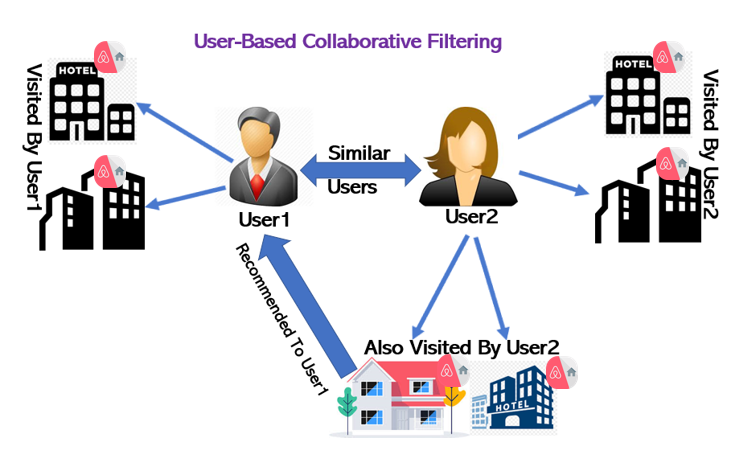 User-Based Collaborative Filtering
HOTEL
Visited By User1
HOTEL
Visited By User2
Similar
Users
User1
User2
Recommended To User1
Also Visited By User2
HOTEL